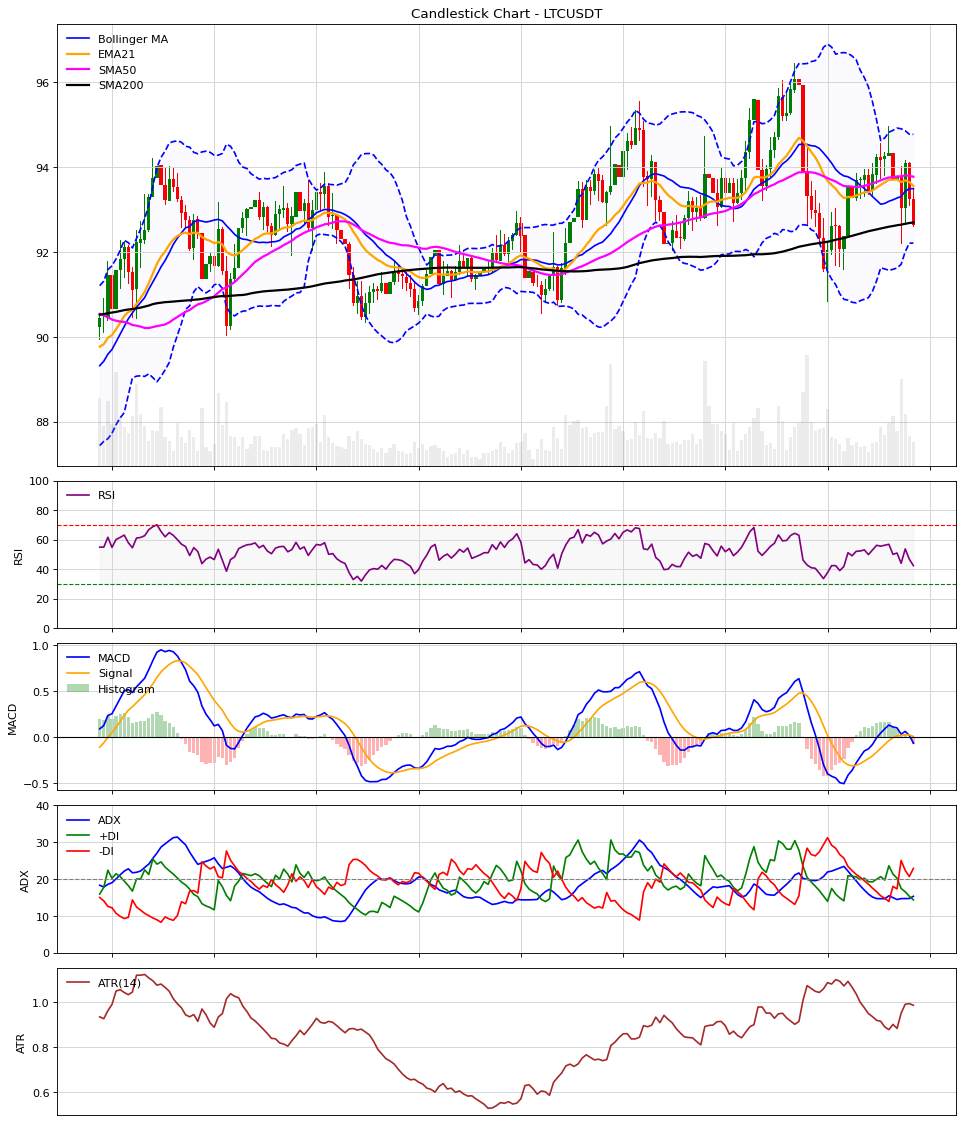 Candlestick Chart - LTCUSDT
Bollinger MA
EMA21
SMA50
SMA200
96
94
92
90
88
100
80
60
40
20
0
RSI
RSI
1.0
0.5
0.0
−0.5
MACD
MACD
Signal
Histogram
40
30
20
10
0
ADX
ADX
+DI
-DI
1.0
0.8
0.6
ATR
ATR(14)